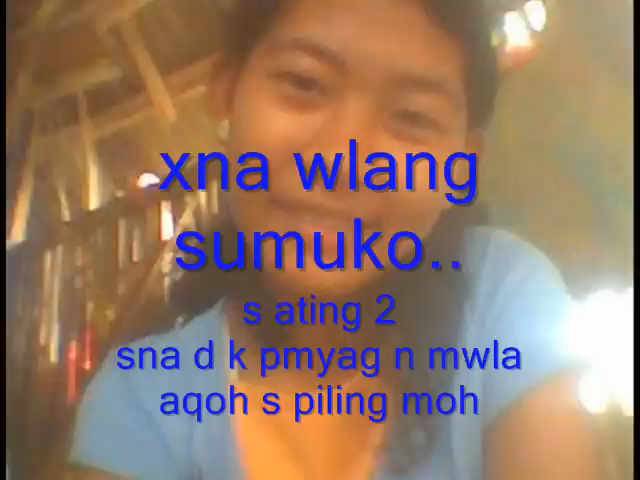 xna wlang
sumuko..
s ating 2
sna d k pmyag n mwla
aqoh s piling moh